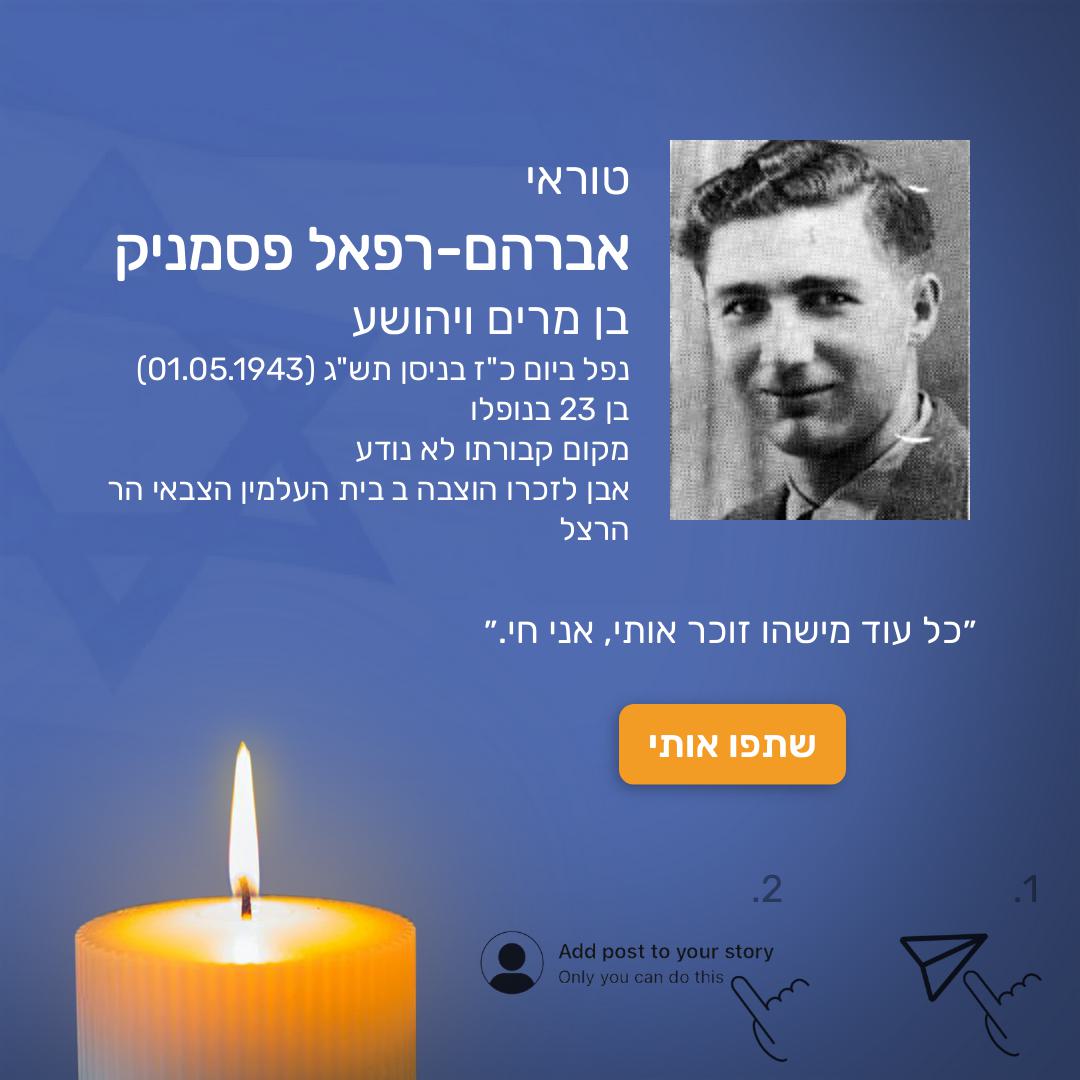 טוראי
אברהם-רפאל פסמניק
בן מרים ויהושע
נפל ביום כ"ז בניסן תש"ג (01.05.1943)
בן 23 בנופלו
מקום קבורתו לא נודע
אבן לזכרו הוצבה ב בית העלמין הצבאי הר
הרצל
״כל עוד מישהו זוכר אותי, אני חי.״
שתפו אותי
.1
.2
Add post to your story
Only you can do this